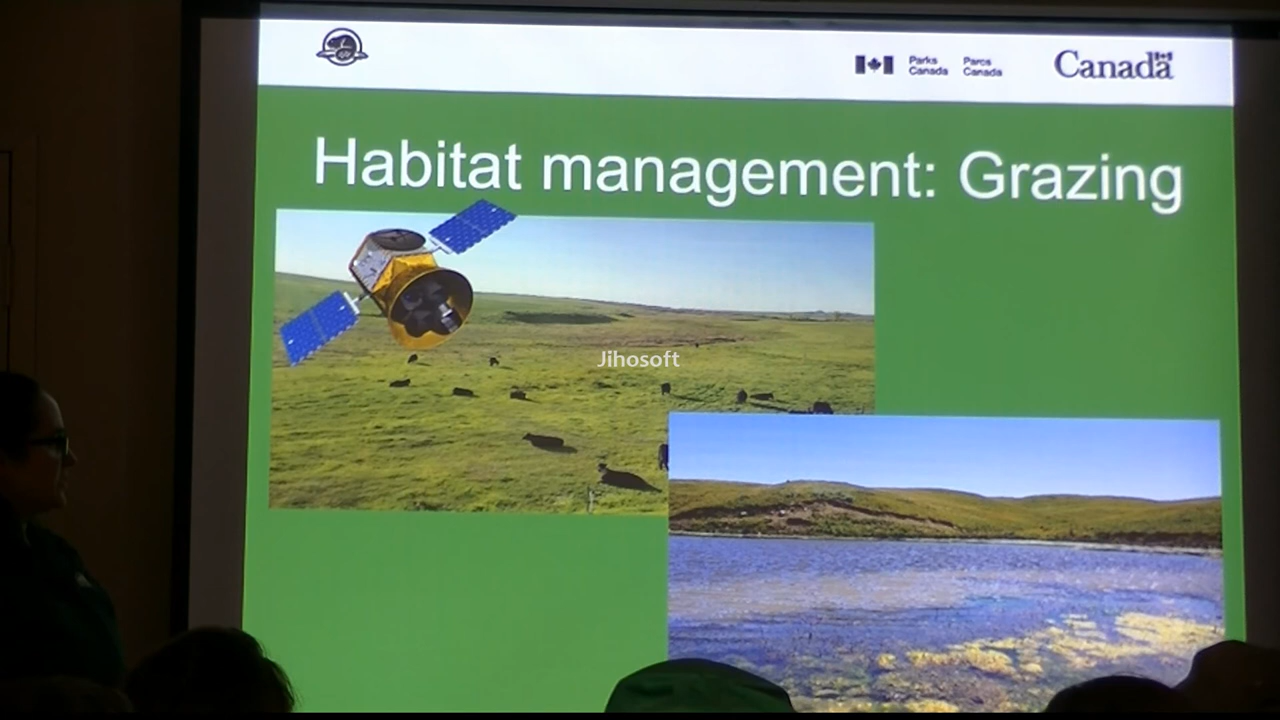 Parks Canada
Parcs Canada
Canada
Habitat management: Grazing
Jihosoft